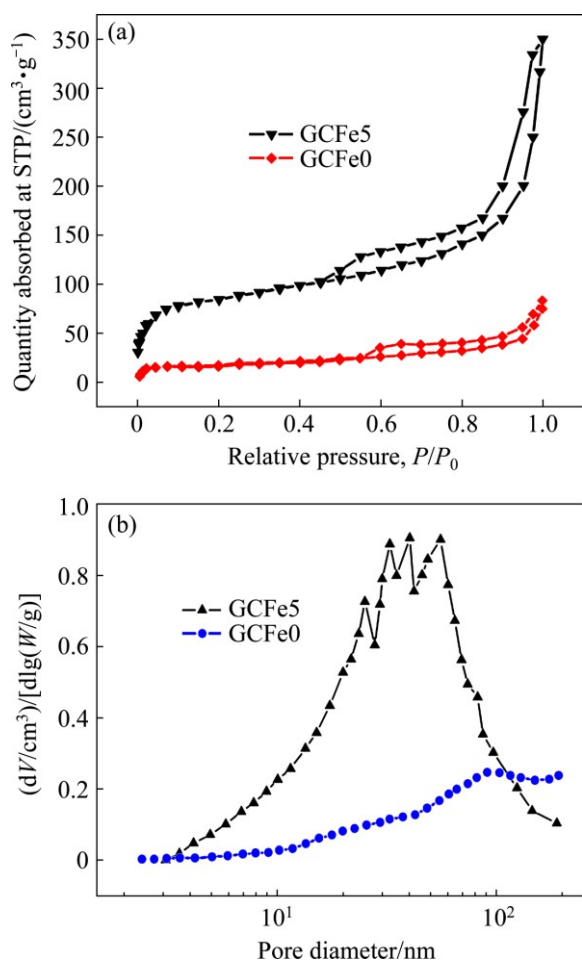 (a)
350
300
250
200
150
100
50
0
Quantity absorbed at STP/(cm³•g⁻¹)
GCFe5
GCFe0
0 0.2 0.4 0.6 0.8 1.0
Relative pressure, P/P₀
(b)
1.0
0.8
0.6
0.4
0.2
0
(dV/cm³)/[dlg(W/g)]
GCFe5
GCFe0
10¹ 10²
Pore diameter/nm